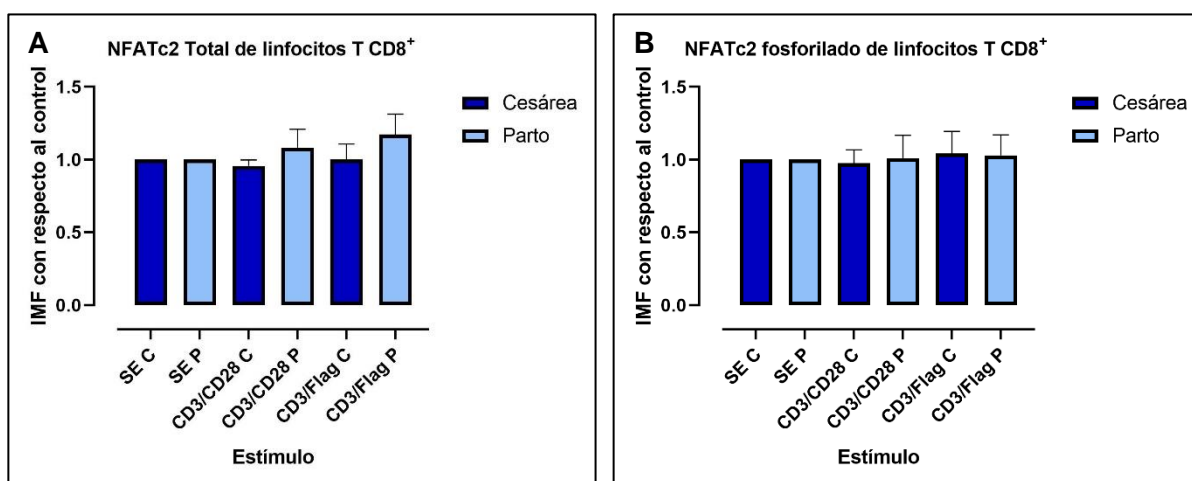 A
NFATc2 Total de linfocitos T CD8⁺
1.5
1.0
0.5
0.0
IMF con respecto al control
Cesárea
Parto
SE C
SE P
CD3/CD28 C
CD3/CD28 P
CD3/Flag C
CD3/Flag P
Estímulo
B
NFATc2 fosforilado de linfocitos T CD8⁺
1.5
1.0
0.5
0.0
IMF con respecto al control
Cesárea
Parto
SE C
SE P
CD3/CD28 C
CD3/CD28 P
CD3/Flag C
CD3/Flag P
Estímulo